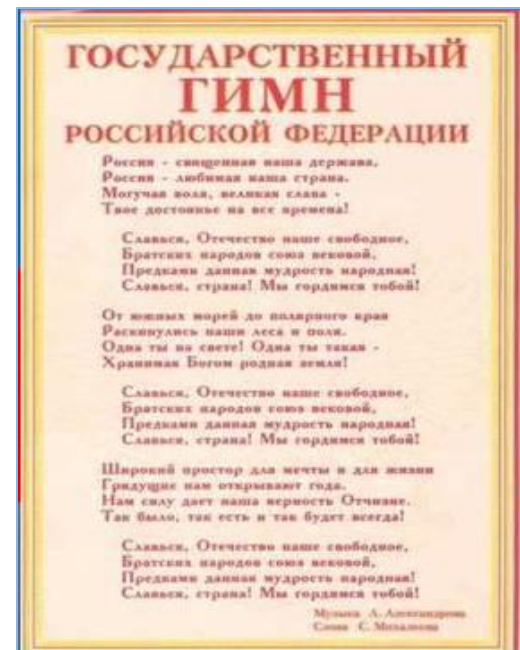 ГОСУДАРСТВЕННЫЙ
ГИМН
РОССИЙСКОЙ ФЕДЕРАЦИИ
Россия - священная наша держава,
Россия - любимая наша страна.
Могучая воля, великая слава -
Твое достоянье на все времена!
Славься, Отечество наше свободное,
Братских народов союз вековой,
Предками данная мудрость народная!
Славься, страна! Мы гордимся тобой!
От южных морей до полярного края
Раскинулись наши леса и поля.
Одна ты на свете! Одна ты такая -
Хранимая Богом родная земля!
Славься, Отечество наше свободное,
Братских народов союз вековой,
Предками данная мудрость народная!
Славься, страна! Мы гордимся тобой!
Широкий простор для мечты и для жизни
Грядущие нам открывают года.
Нам силу дает наша верность Отчизне.
Так было, так есть и так будет всегда!
Славься, Отечество наше свободное,
Братских народов союз вековой,
Предками данная мудрость народная!
Славься, страна! Мы гордимся тобой!
Музыка А. Александрова
Слова С. Михалкова